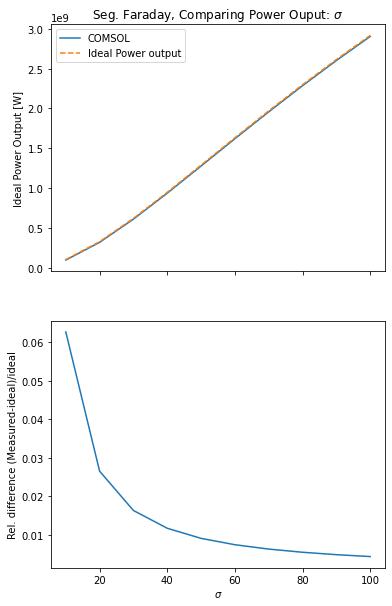 Seg. Faraday, Comparing Power Ouput: σ
1e9
COMSOL
Ideal Power output
3.0
2.5
2.0
1.5
1.0
0.5
0.0
Ideal Power Output [W]
0.06
0.05
0.04
0.03
0.02
0.01
Rel. difference (Measured-ideal)/ideal
20 40 60 80 100
σ